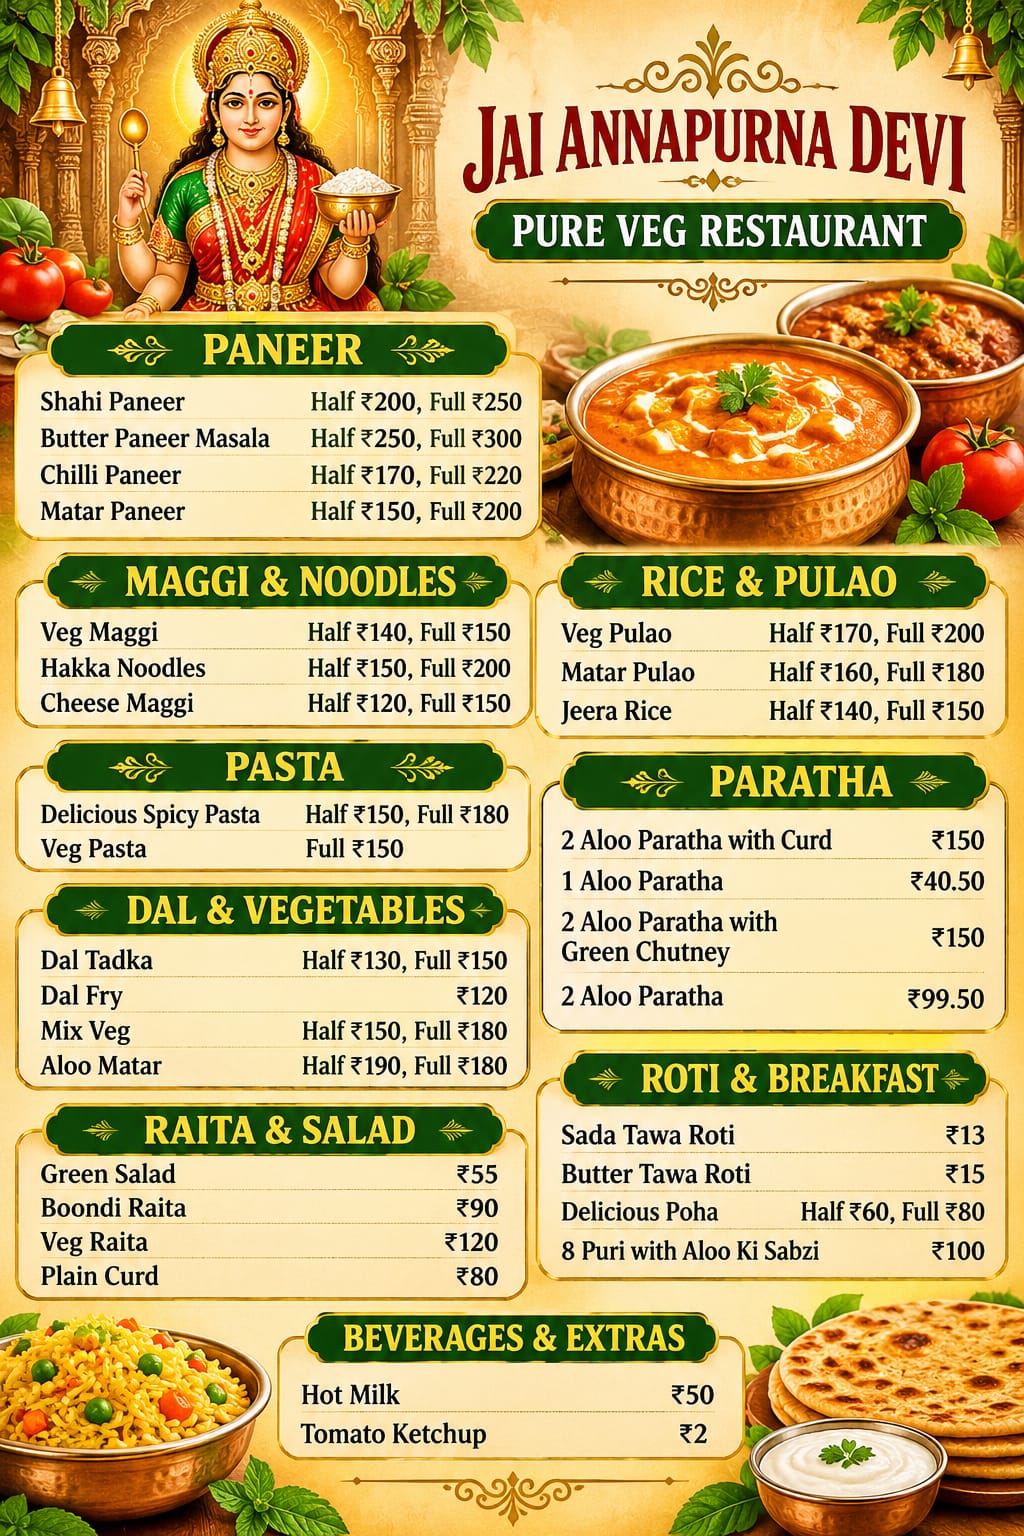 JAI ANNAPURNA DEVI
PURE VEG RESTAURANT
PANEER
Shahi Paneer Half ₹200, Full ₹250
Butter Paneer Masala Half ₹250, Full ₹300
Chilli Paneer Half ₹170, Full ₹220
Matar Paneer Half ₹150, Full ₹200
MAGGI & NOODLES
Veg Maggi Half ₹140, Full ₹150
Hakka Noodles Half ₹150, Full ₹200
Cheese Maggi Half ₹120, Full ₹150
PASTA
Delicious Spicy Pasta Half ₹150, Full ₹180
Veg Pasta Full ₹150
DAL & VEGETABLES
Dal Tadka Half ₹130, Full ₹150
Dal Fry ₹120
Mix Veg Half ₹150, Full ₹180
Aloo Matar Half ₹190, Full ₹180
RAITA & SALAD
Green Salad ₹55
Boondi Raita ₹90
Veg Raita ₹120
Plain Curd ₹80
RICE & PULAO
Veg Pulao Half ₹170, Full ₹200
Matar Pulao Half ₹160, Full ₹180
Jeera Rice Half ₹140, Full ₹150
PARATHA
2 Aloo Paratha with Curd ₹150
1 Aloo Paratha ₹40.50
2 Aloo Paratha with
Green Chutney ₹150
2 Aloo Paratha ₹99.50
ROTI & BREAKFAST
Sada Tawa Roti ₹13
Butter Tawa Roti ₹15
Delicious Poha Half ₹60, Full ₹80
8 Puri with Aloo Ki Sabzi ₹100
BEVERAGES & EXTRAS
Hot Milk ₹50
Tomato Ketchup ₹2